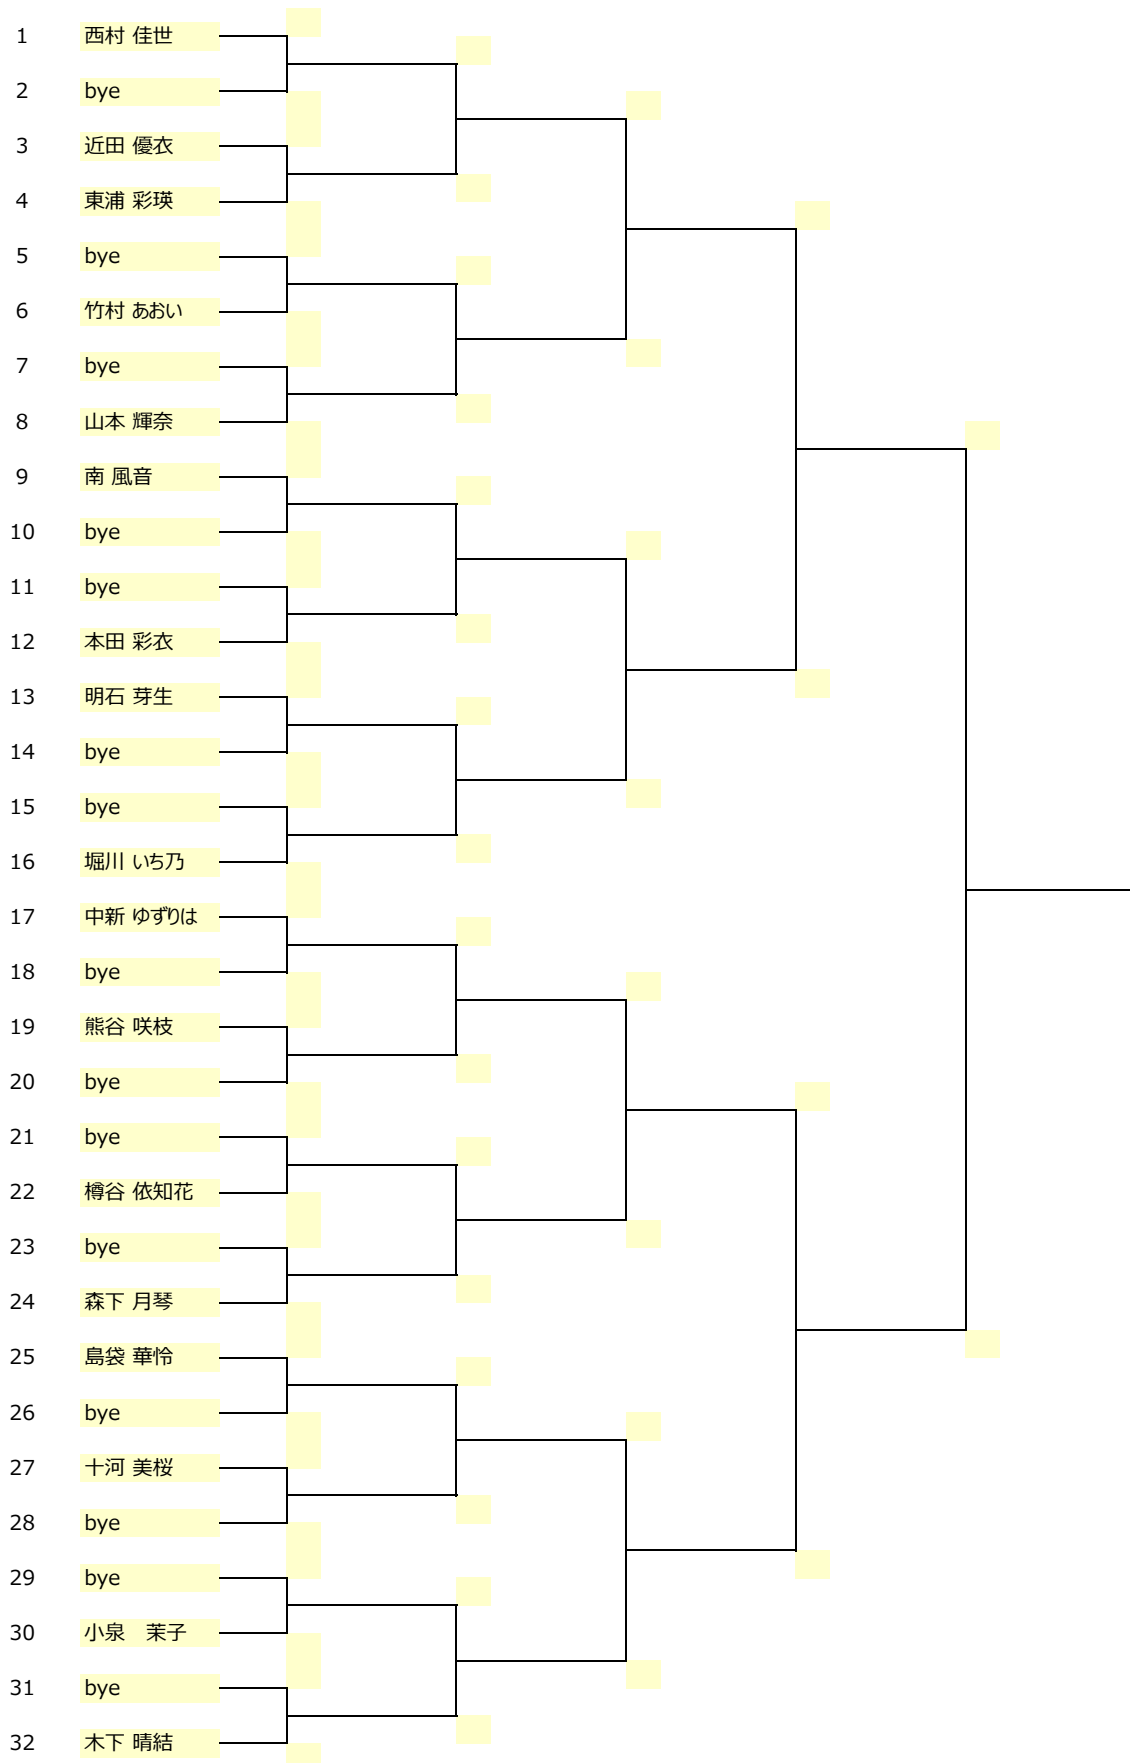 1 西村 佳世
2 bye
3 近田 優衣
4 東浦 彩瑛
5 bye
6 竹村 あおい
7 bye
8 山本 輝奈
9 南 風音
10 bye
11 bye
12 本田 彩衣
13 明石 芽生
14 bye
15 bye
16 堀川 いち乃
17 中新 ゆずりは
18 bye
19 熊谷 咲枝
20 bye
21 bye
22 樽谷 依知花
23 bye
24 森下 月琴
25 島袋 華怜
26 bye
27 十河 美桜
28 bye
29 bye
30 小泉　茉子
31 bye
32 木下 晴結